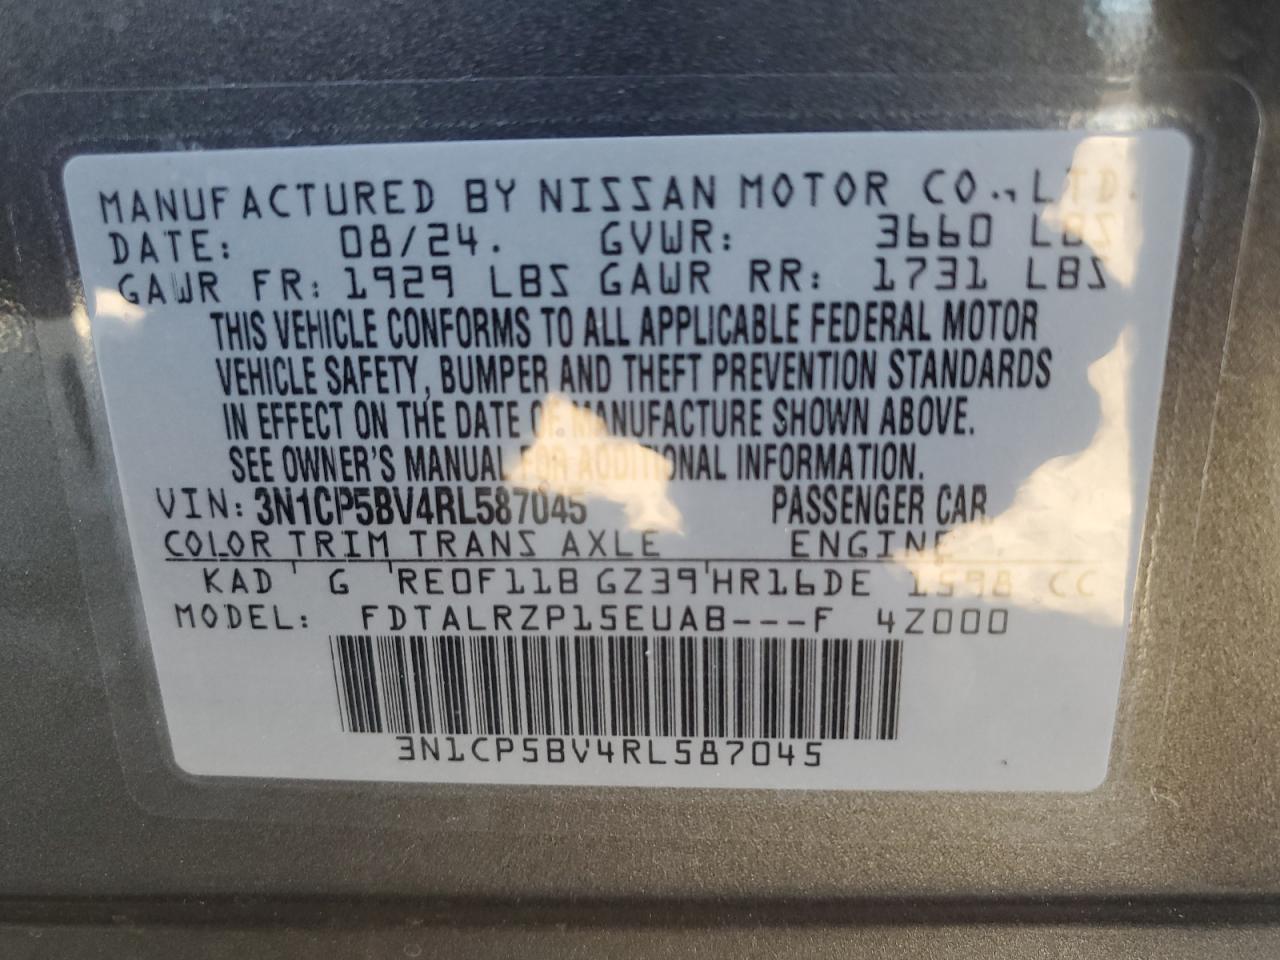 MANUFACTURED BY NISSAN MOTOR CO., LTD.
DATE: 08/24. GVWR: 3660 LBS
GAWR FR: 1929 LBS GAWR RR: 1731 LBS
THIS VEHICLE CONFORMS TO ALL APPLICABLE FEDERAL MOTOR
VEHICLE SAFETY, BUMPER AND THEFT PREVENTION STANDARDS
IN EFFECT ON THE DATE OF MANUFACTURE SHOWN ABOVE.
SEE OWNER'S MANUAL FOR ADDITIONAL INFORMATION.
VIN: 3N1CP5BV4RL587045 PASSENGER CAR
COLOR TRIM TRANS AXLE ENGINE
KAD G RE0F11B GZ39 HR16DE 1598 CC
MODEL: FDTALRZP15EUAB---F 4Z000
3N1CP5BV4RL587045